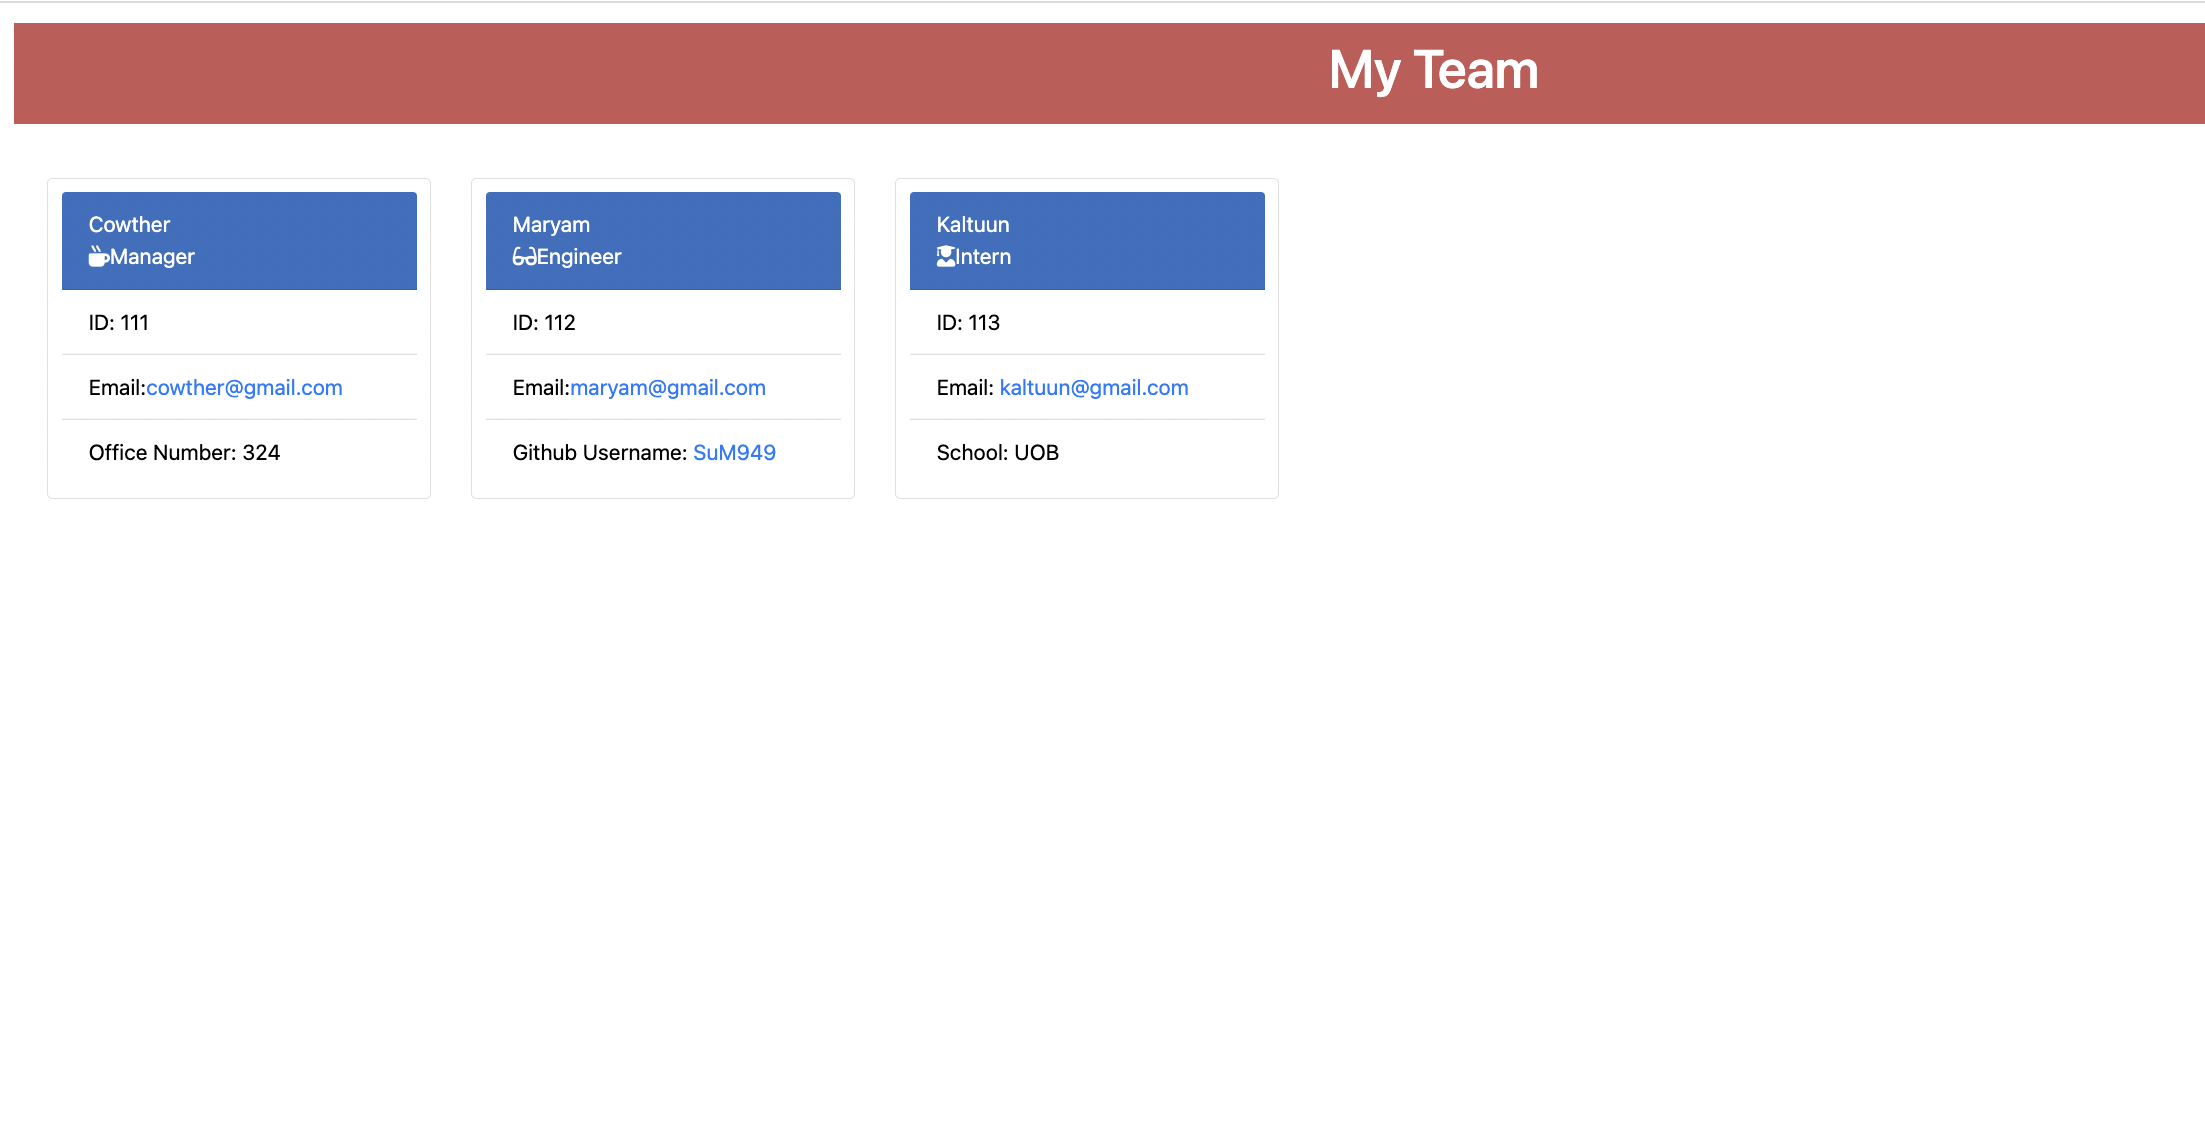 My Team
Cowther
Manager
ID: 111
Email:cowther@gmail.com
Office Number: 324
Maryam
Engineer
ID: 112
Email:maryam@gmail.com
Github Username: SuM949
Kaltuun
Intern
ID: 113
Email: kaltuun@gmail.com
School: UOB